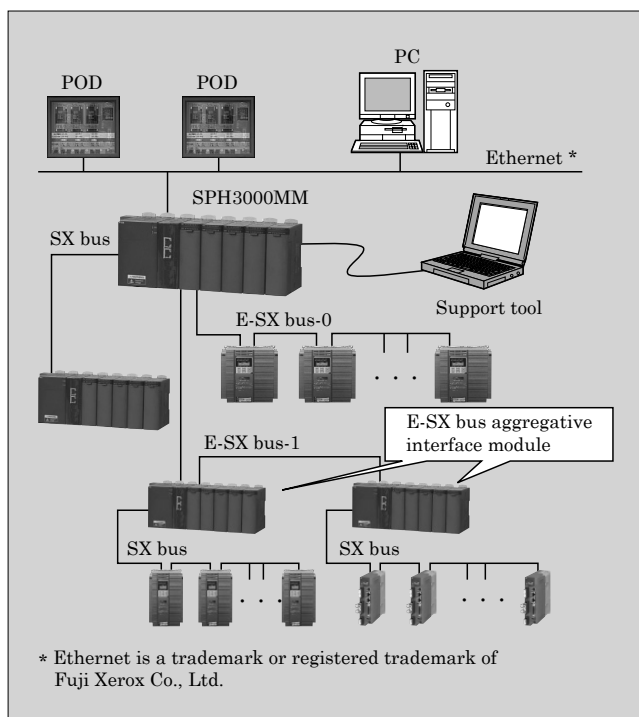 POD
POD
PC
Ethernet *
SPH3000MM
SX bus
Support tool
E-SX bus-0
E-SX bus aggregative
interface module
E-SX bus-1
SX bus
SX bus
* Ethernet is a trademark or registered trademark of
Fuji Xerox Co., Ltd.